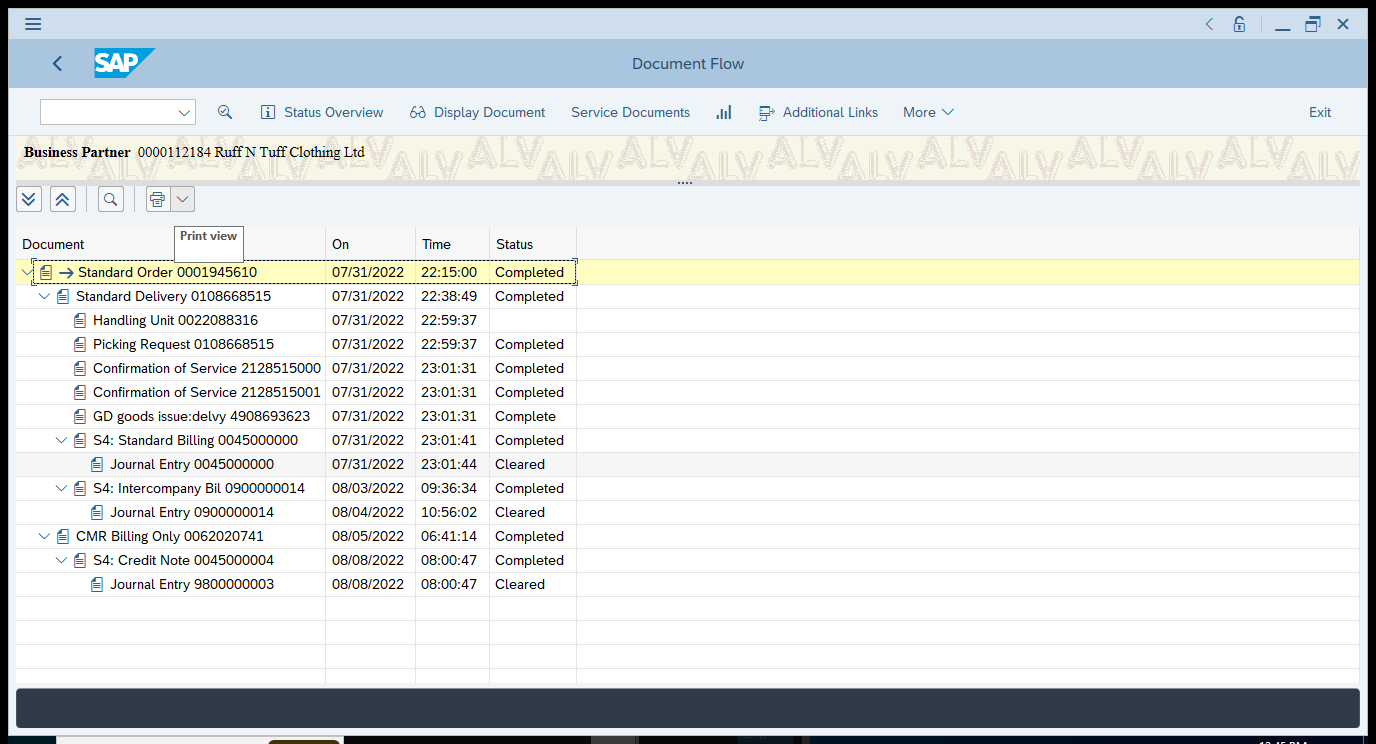 SAP
Document Flow
Status Overview Display Document Service Documents Additional Links More Exit
Business Partner 0000112184 Ruff N Tuff Clothing Ltd
Print view
Document On Time Status
Standard Order 0001945610 07/31/2022 22:15:00 Completed
Standard Delivery 0108668515 07/31/2022 22:38:49 Completed
Handling Unit 0022088316 07/31/2022 22:59:37
Picking Request 0108668515 07/31/2022 22:59:37 Completed
Confirmation of Service 2128515000 07/31/2022 23:01:31 Completed
Confirmation of Service 2128515001 07/31/2022 23:01:31 Completed
GD goods issue:delvy 4908693623 07/31/2022 23:01:31 Complete
S4: Standard Billing 0045000000 07/31/2022 23:01:41 Completed
Journal Entry 0045000000 07/31/2022 23:01:44 Cleared
S4: Intercompany Bil 0900000014 08/03/2022 09:36:34 Completed
Journal Entry 0900000014 08/04/2022 10:56:02 Cleared
CMR Billing Only 0062020741 08/05/2022 06:41:14 Completed
S4: Credit Note 0045000004 08/08/2022 08:00:47 Completed
Journal Entry 9800000003 08/08/2022 08:00:47 Cleared